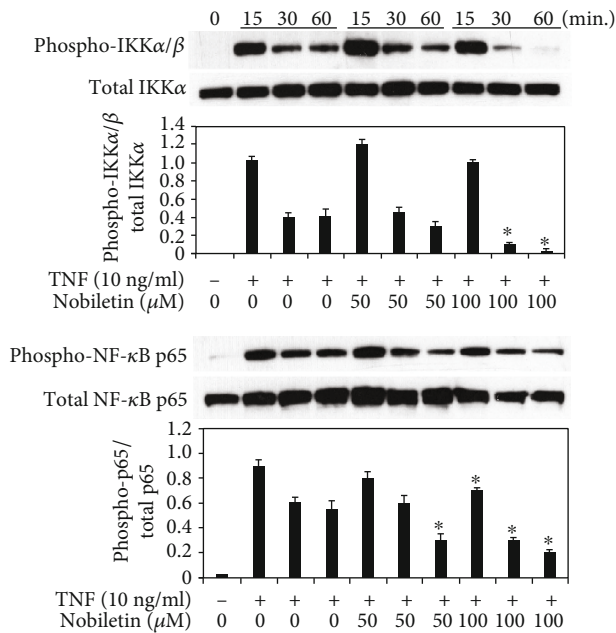 0 15 30 60 15 30 60 15 30 60 (min.)
Phospho-IKKα/β
Total IKKα
Phospho-IKKα/β
total IKKα
1.4
1.2
1.0
0.8
0.6
0.4
0.2
0
* *
TNF (10 ng/ml) – + + + + + + + + +
Nobiletin (μM) 0 0 0 0 50 50 50 100 100 100
Phospho-NF-κB p65
Total NF-κB p65
Phospho-p65/
total p65
1.2
1.0
0.8
0.6
0.4
0.2
0
* * * *
TNF (10 ng/ml) – + + + + + + + + +
Nobiletin (μM) 0 0 0 0 50 50 50 100 100 100